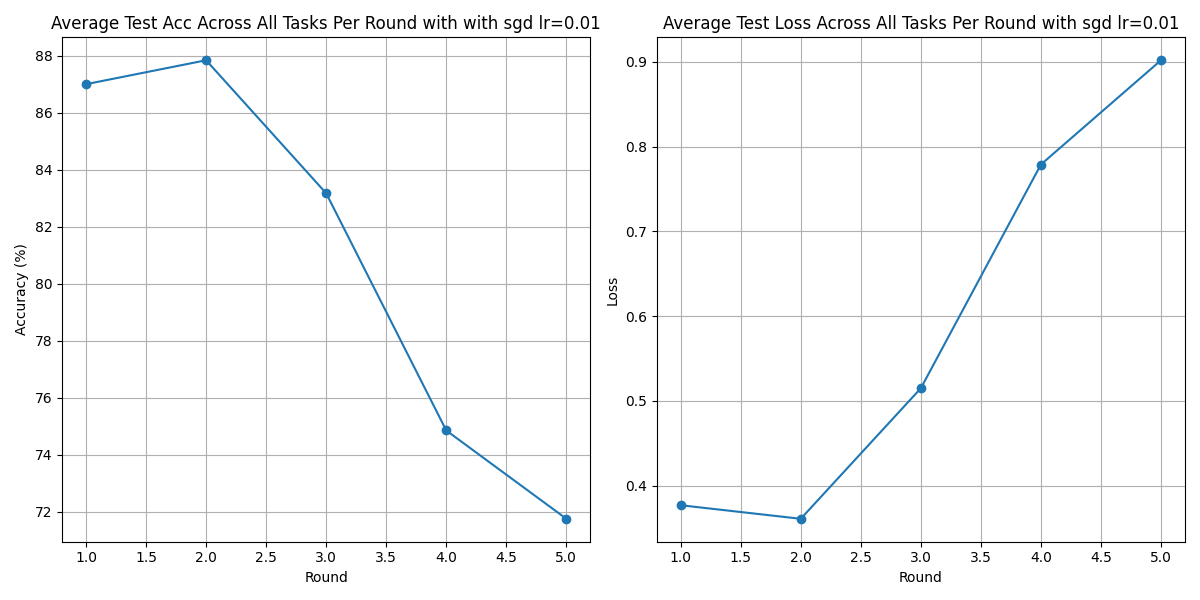 Average Test Acc Across All Tasks Per Round with with sgd lr=0.01
88
86
84
82
80
78
76
74
72
Accuracy (%)
1.0 1.5 2.0 2.5 3.0 3.5 4.0 4.5 5.0
Round
Average Test Loss Across All Tasks Per Round with sgd lr=0.01
0.9
0.8
0.7
0.6
0.5
0.4
Loss
1.0 1.5 2.0 2.5 3.0 3.5 4.0 4.5 5.0
Round